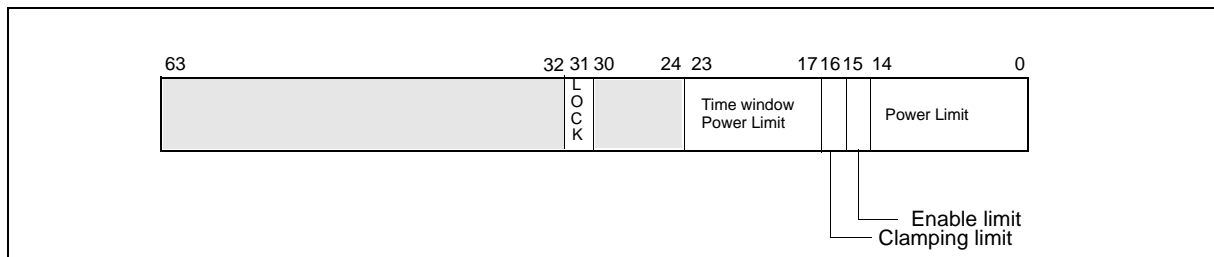 63 32 31 30 24 23 17 16 15 14 0
LOCK
Time window
Power Limit
Power Limit
Enable limit
Clamping limit